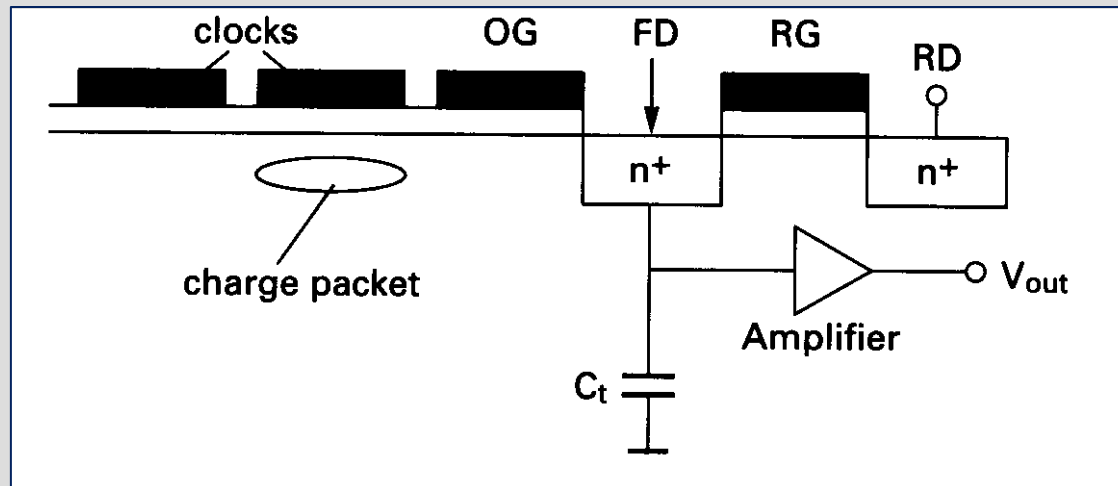 clocks
OG
FD
RG
RD
n+
n+
charge packet
Vout
Amplifier
Ct